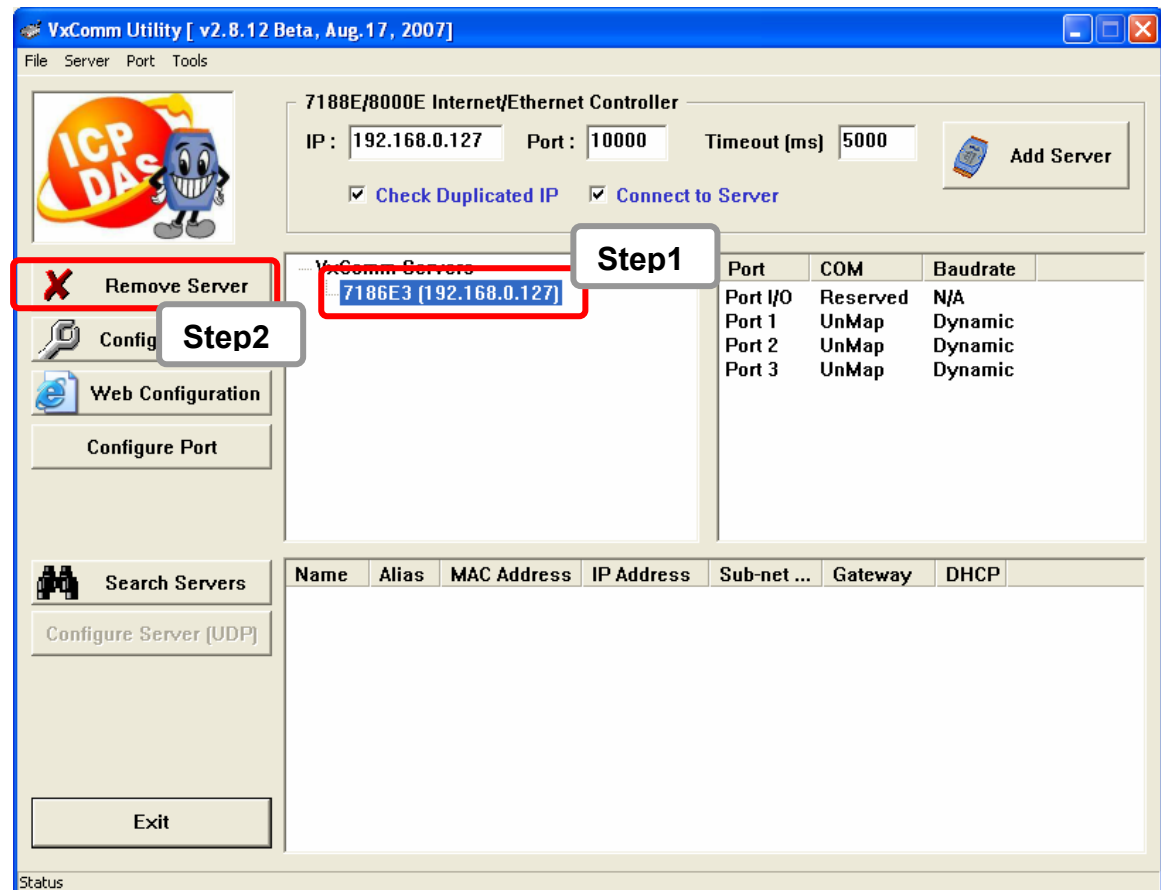 VxComm Utility [ v2.8.12 Beta, Aug.17, 2007]
File Server Port Tools
ICP DAS
7188E/8000E Internet/Ethernet Controller
IP : 192.168.0.127 Port : 10000 Timeout (ms) 5000 Add Server
Check Duplicated IP Connect to Server
Step1
Remove Server
Step2
Config
Web Configuration
Configure Port
VxComm Servers
7186E3 (192.168.0.127)
Port COM Baudrate
Port I/O Reserved N/A
Port 1 UnMap Dynamic
Port 2 UnMap Dynamic
Port 3 UnMap Dynamic
Search Servers
Configure Server (UDP)
Name Alias MAC Address IP Address Sub-net ... Gateway DHCP
Exit
Status